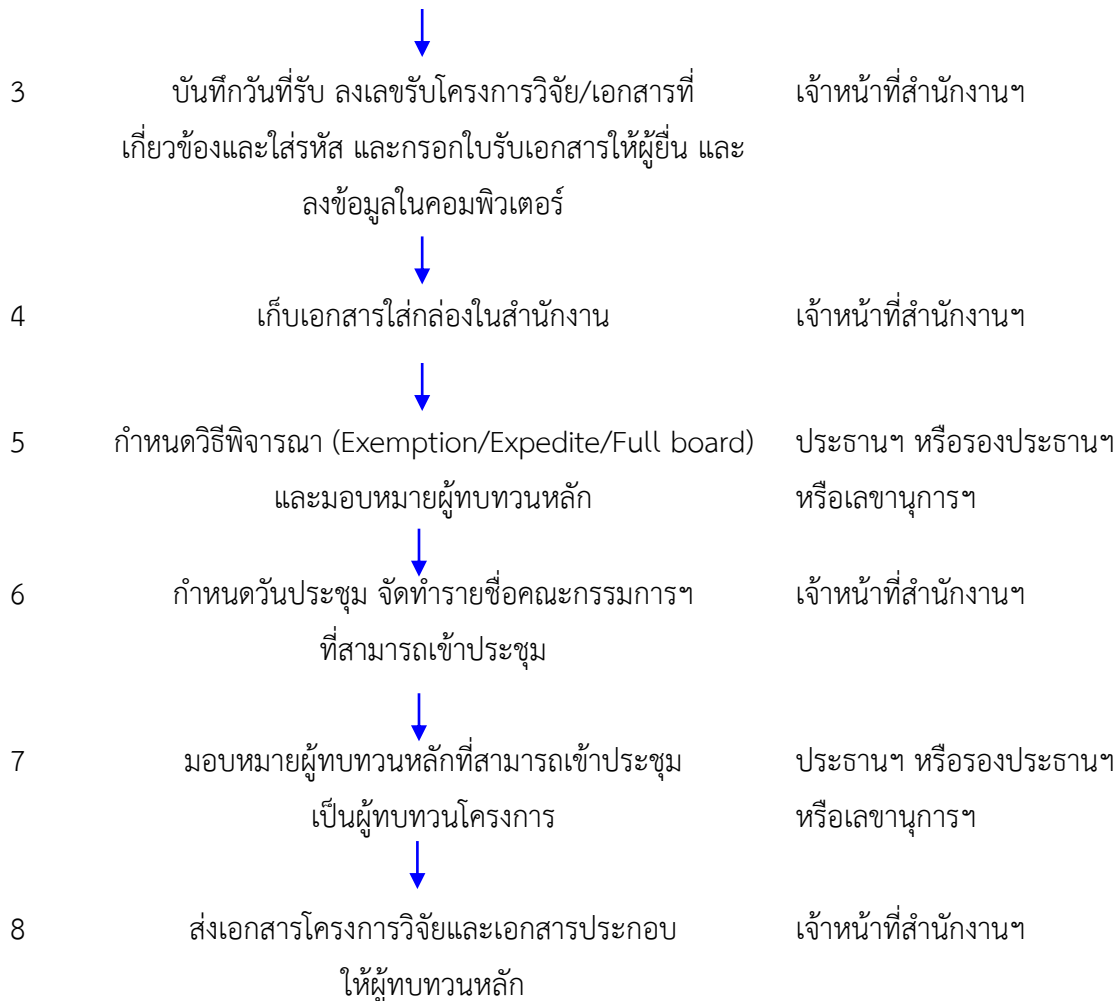 3 บันทึกวันที่รับ ลงเลขรับโครงการวิจัย/เอกสารที่ เจ้าหน้าที่สำนักงานฯ
เกี่ยวข้องและใส่รหัส และกรอกใบรับเอกสารให้ผู้ยื่น และ
ลงข้อมูลในคอมพิวเตอร์
4 เก็บเอกสารใส่กล่องในสำนักงาน เจ้าหน้าที่สำนักงานฯ
5 กำหนดวิธีพิจารณา (Exemption/Expedite/Full board) ประธานฯ หรือรองประธานฯ
และมอบหมายผู้ทบทวนหลัก หรือเลขานุการฯ
6 กำหนดวันประชุม จัดทำรายชื่อคณะกรรมการฯ เจ้าหน้าที่สำนักงานฯ
ที่สามารถเข้าประชุม
7 มอบหมายผู้ทบทวนหลักที่สามารถเข้าประชุม ประธานฯ หรือรองประธานฯ
เป็นผู้ทบทวนโครงการ หรือเลขานุการฯ
8 ส่งเอกสารโครงการวิจัยและเอกสารประกอบ เจ้าหน้าที่สำนักงานฯ
ให้ผู้ทบทวนหลัก